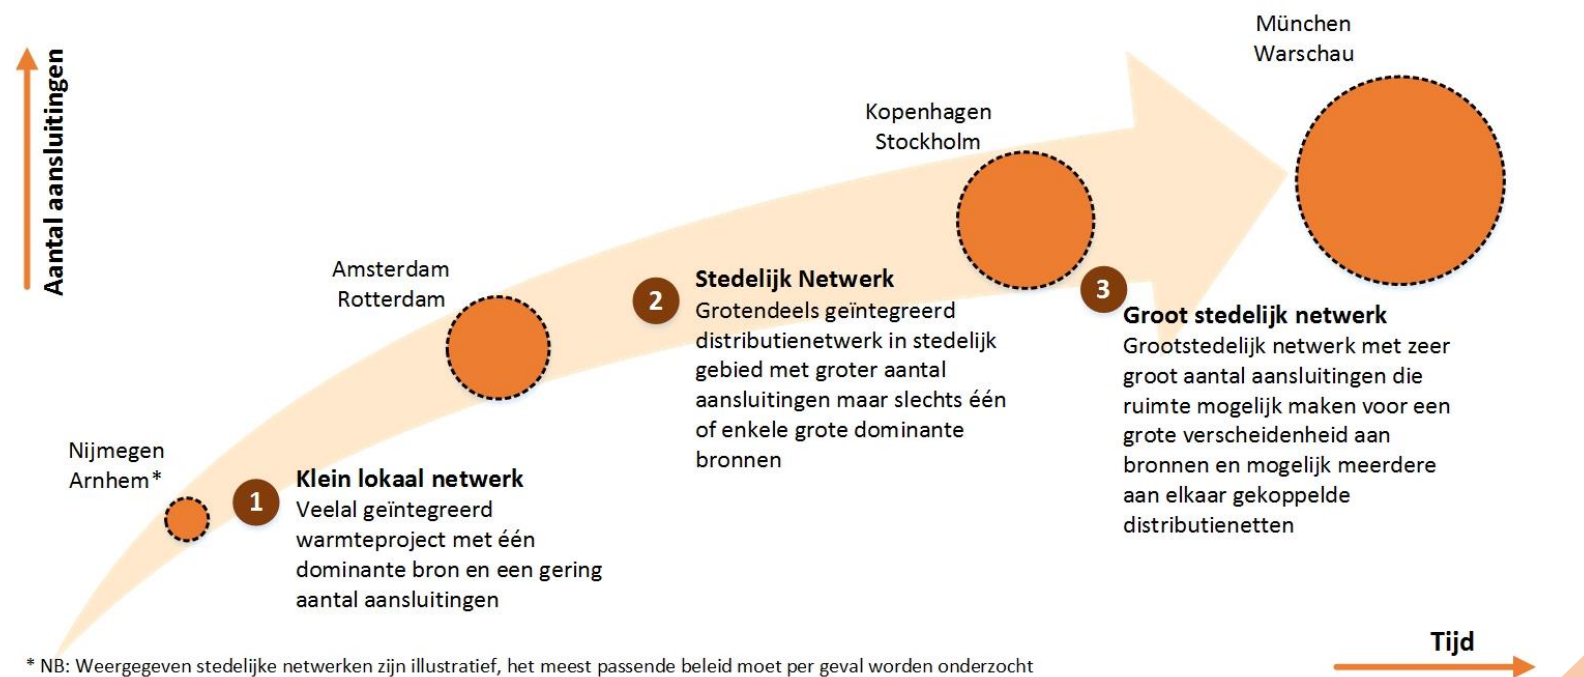 Aantal aansluitingen
München
Warschau
Kopenhagen
Stockholm
Amsterdam
Rotterdam
Nijmegen
Arnhem*
1
Klein lokaal netwerk
Veelal geïntegreerd
warmteproject met één
dominante bron en een gering
aantal aansluitingen
2
Stedelijk Netwerk
Grotendeels geïntegreerd
distributienetwerk in stedelijk
gebied met groter aantal
aansluitingen maar slechts één
of enkele grote dominante
bronnen
3
Groot stedelijk netwerk
Grootstedelijk netwerk met zeer
groot aantal aansluitingen die
ruimte mogelijk maken voor een
grote verscheidenheid aan
bronnen en mogelijk meerdere
aan elkaar gekoppelde
distributienetten
Tijd
* NB: Weergegeven stedelijke netwerken zijn illustratief, het meest passende beleid moet per geval worden onderzocht